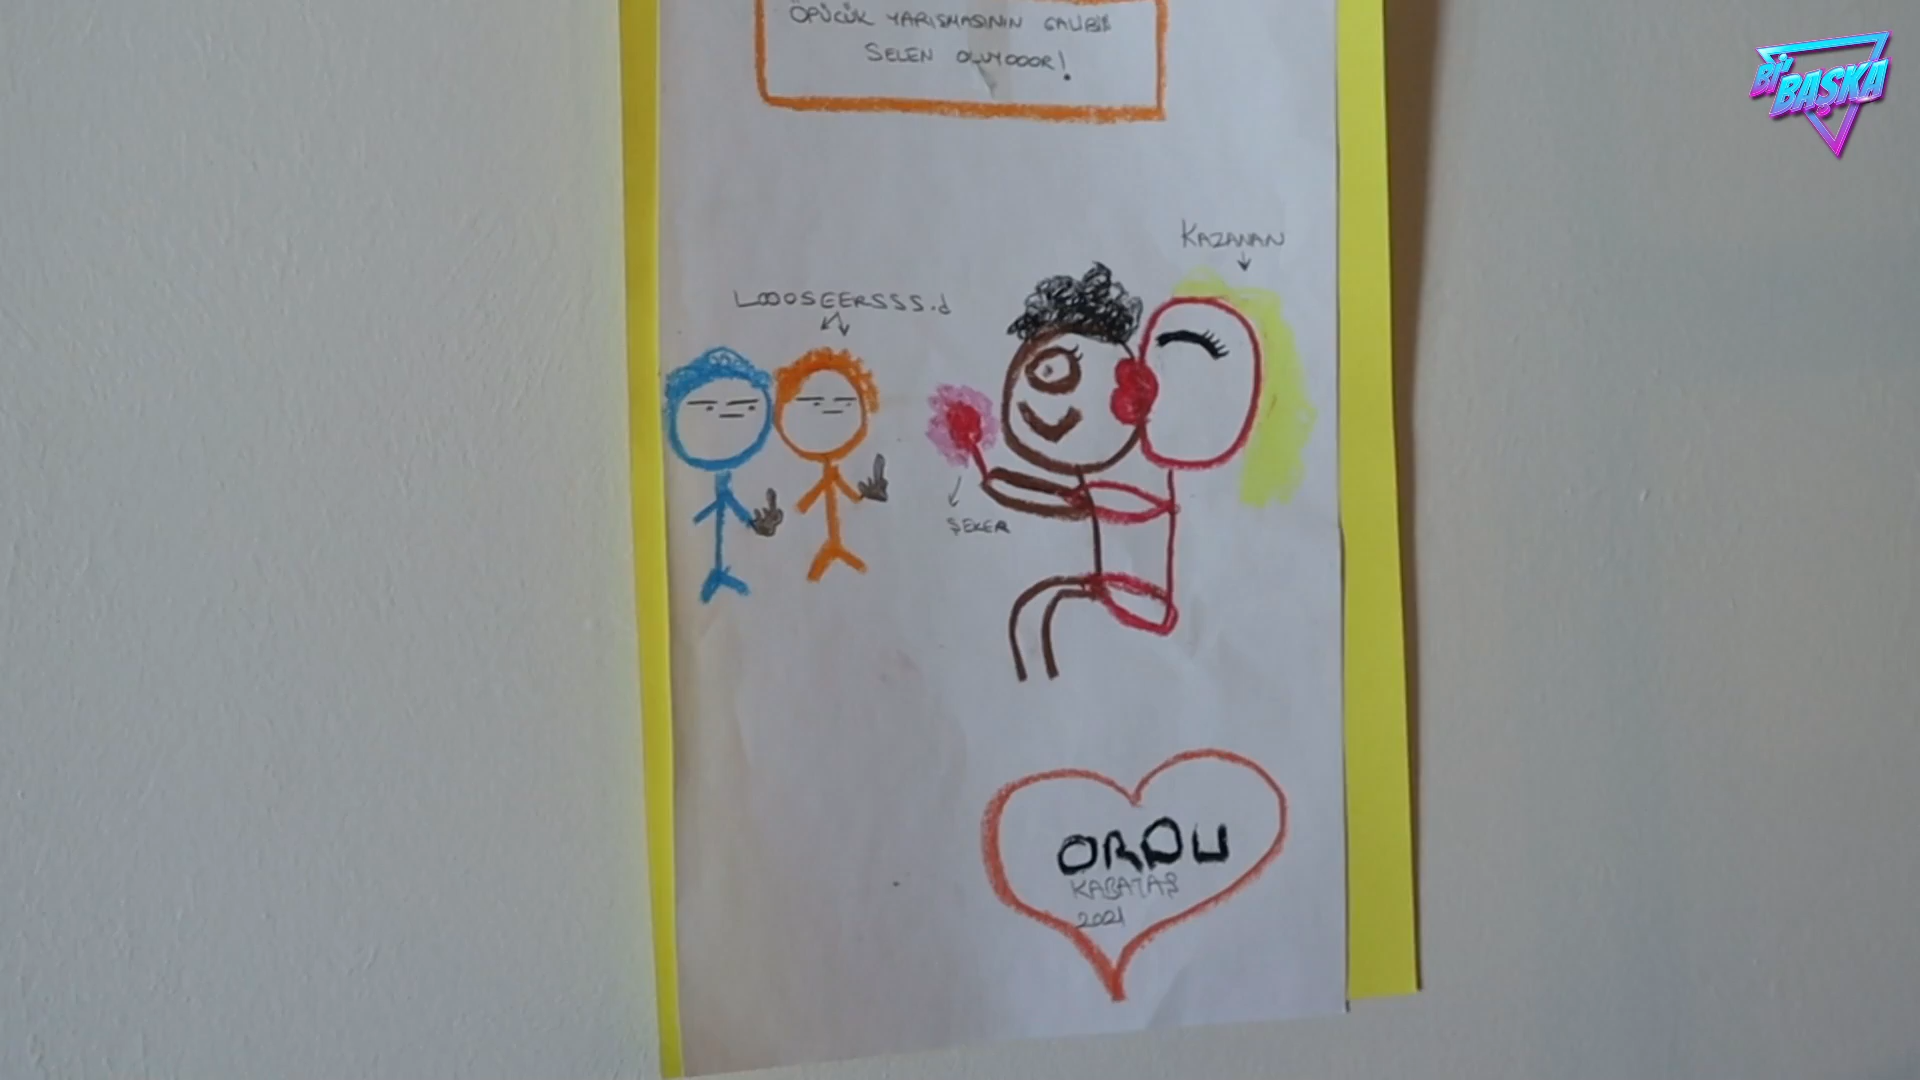 ÖPÜCÜK YARIŞMASININ GALİBİ
SELEN OLUYOOOR!
Bİ' BAŞKA
KAZANAN
LOOOSEERSSS.d
ŞEKER
ORDU
KABATAŞ
2021